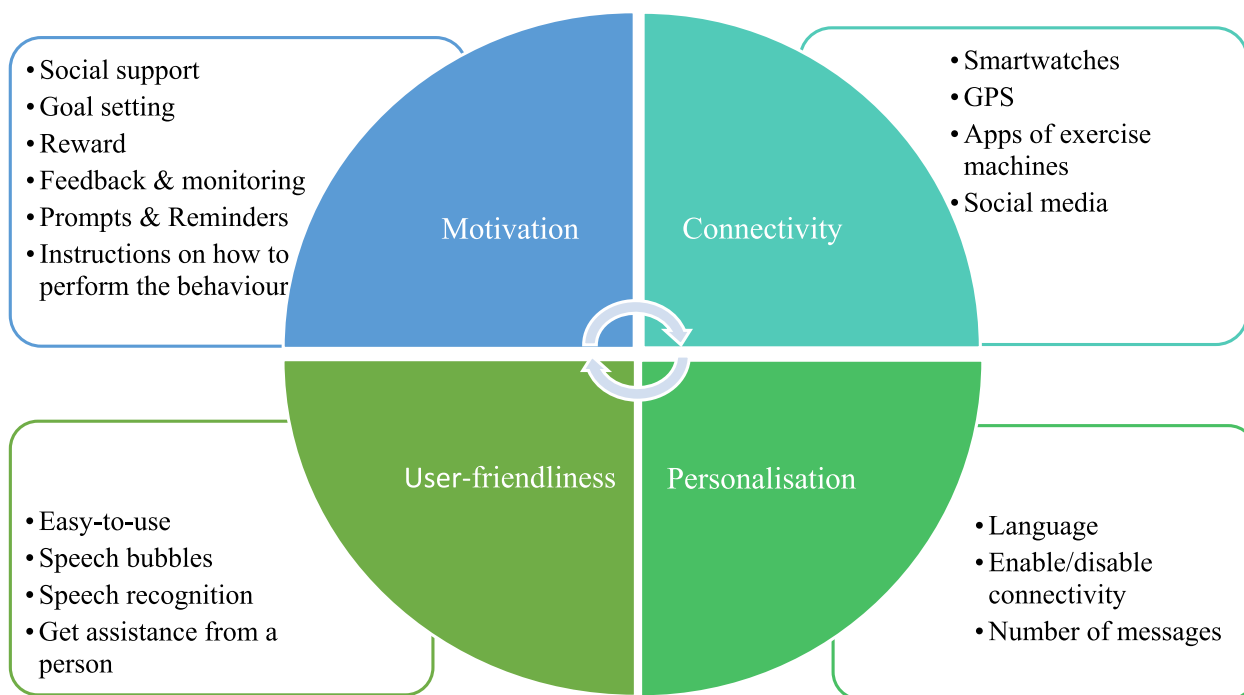 • Social support
• Goal setting
• Reward
• Feedback & monitoring
• Prompts & Reminders
• Instructions on how to
perform the behaviour
Motivation
Connectivity
• Smartwatches
• GPS
• Apps of exercise
machines
• Social media
• Easy-to-use
• Speech bubbles
• Speech recognition
• Get assistance from a
person
User-friendliness
Personalisation
• Language
• Enable/disable
connectivity
• Number of messages